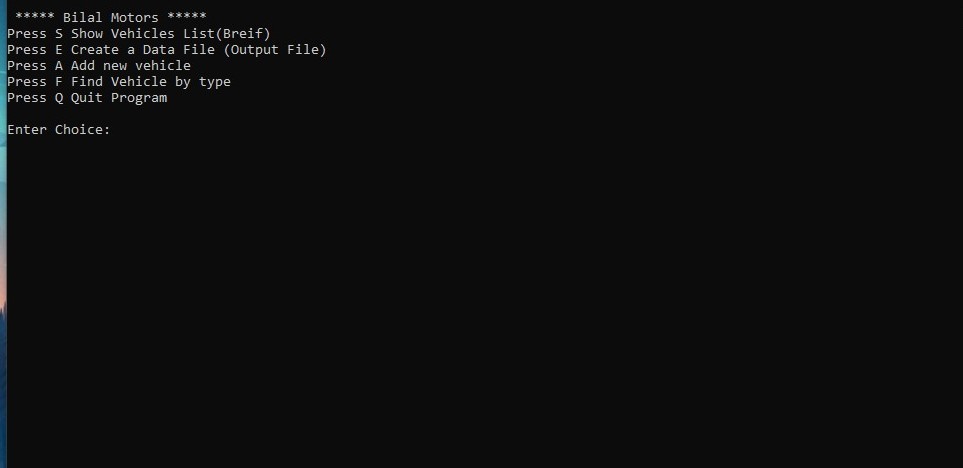 ***** Bilal Motors *****
Press S Show Vehicles List(Breif)
Press E Create a Data File (Output File)
Press A Add new vehicle
Press F Find Vehicle by type
Press Q Quit Program
Enter Choice: